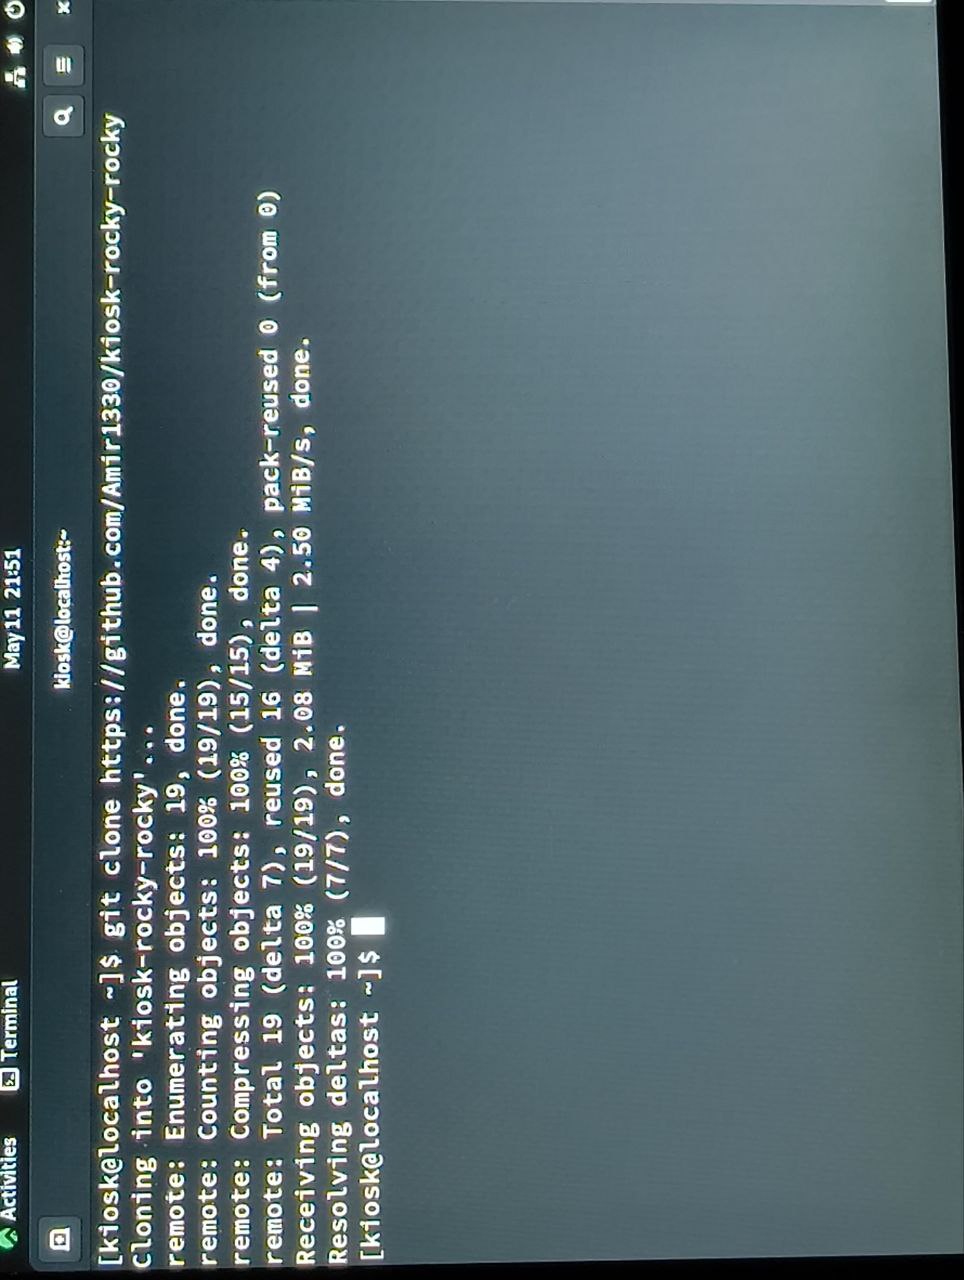 Activities Terminal May 11 21:51
kiosk@localhost:~
[kiosk@localhost ~]$ git clone https://github.com/Amir1330/kiosk-rocky-rocky
Cloning into 'kiosk-rocky-rocky'...
remote: Enumerating objects: 19, done.
remote: Counting objects: 100% (19/19), done.
remote: Compressing objects: 100% (15/15), done.
remote: Total 19 (delta 7), reused 16 (delta 4), pack-reused 0 (from 0)
Receiving objects: 100% (19/19), 2.08 MiB | 2.50 MiB/s, done.
Resolving deltas: 100% (7/7), done.
[kiosk@localhost ~]$